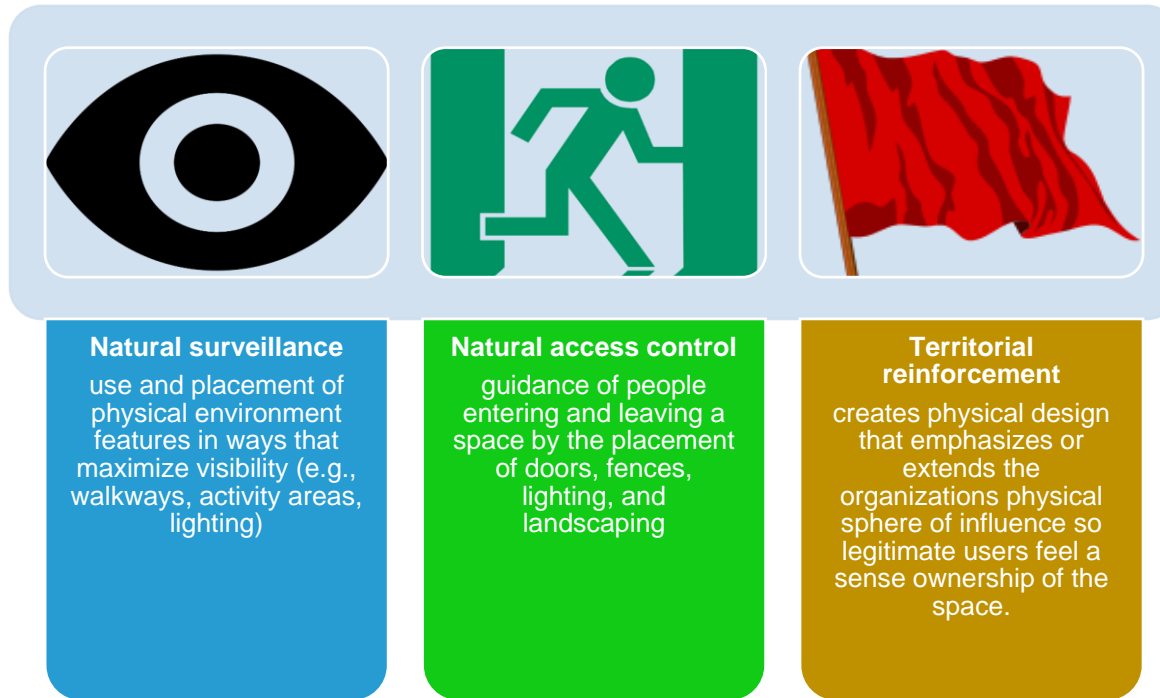 Natural surveillance
use and placement of
physical environment
features in ways that
maximize visibility (e.g.,
walkways, activity areas,
lighting)
Natural access control
guidance of people
entering and leaving a
space by the placement
of doors, fences,
lighting, and
landscaping
Territorial
reinforcement
creates physical design
that emphasizes or
extends the
organizations physical
sphere of influence so
legitimate users feel a
sense ownership of the
space.